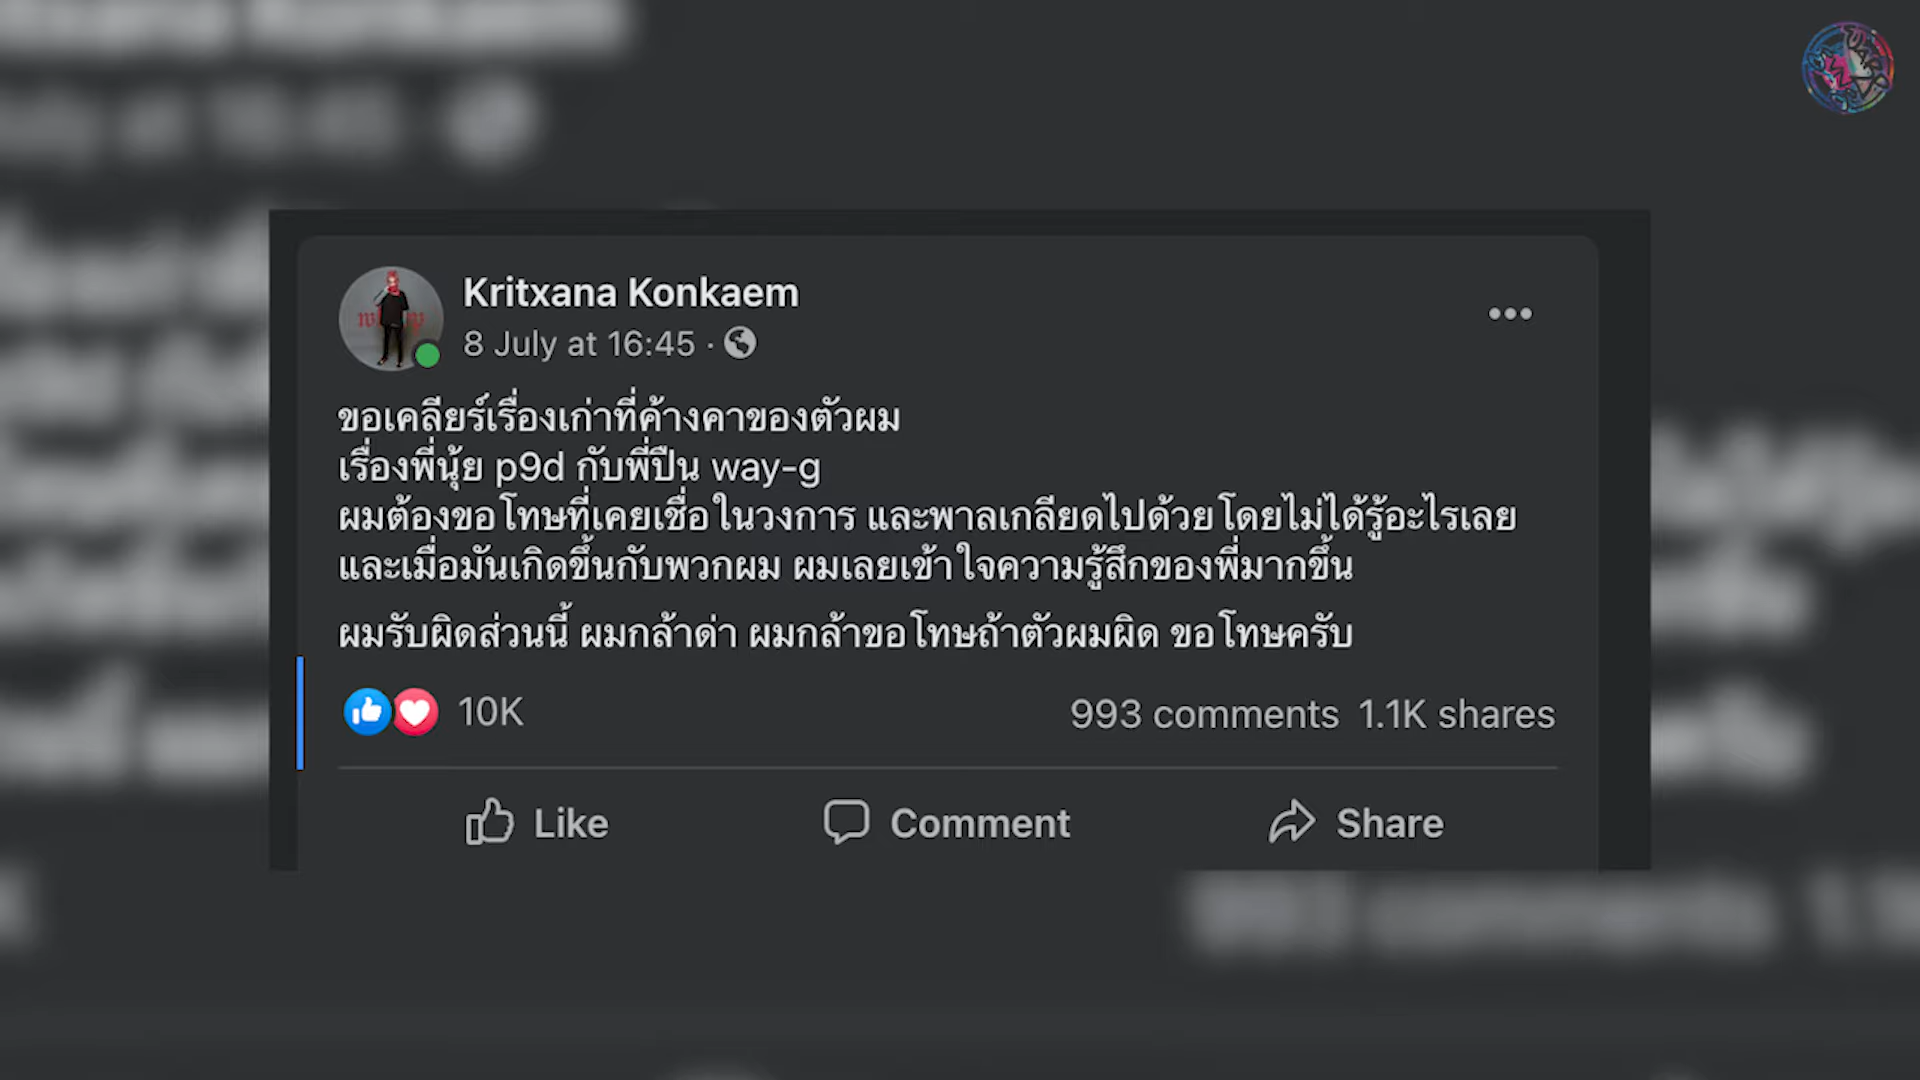 Kritxana Konkaem
8 July at 16:45 ·
ขอเคลียร์เรื่องเก่าที่ค้างคาของตัวผม
เรื่องพี่นุ้ย p9d กับพี่ปืน way-g
ผมต้องขอโทษที่เคยเชื่อในวงการ และพาลเกลียดไปด้วยโดยไม่ได้รู้อะไรเลย
และเมื่อมันเกิดขึ้นกับพวกผม ผมเลยเข้าใจความรู้สึกของพี่มากขึ้น
ผมรับผิดส่วนนี้ ผมกล้าด่า ผมกล้าขอโทษถ้าตัวผมผิด ขอโทษครับ
10K 993 comments 1.1K shares
Like Comment Share